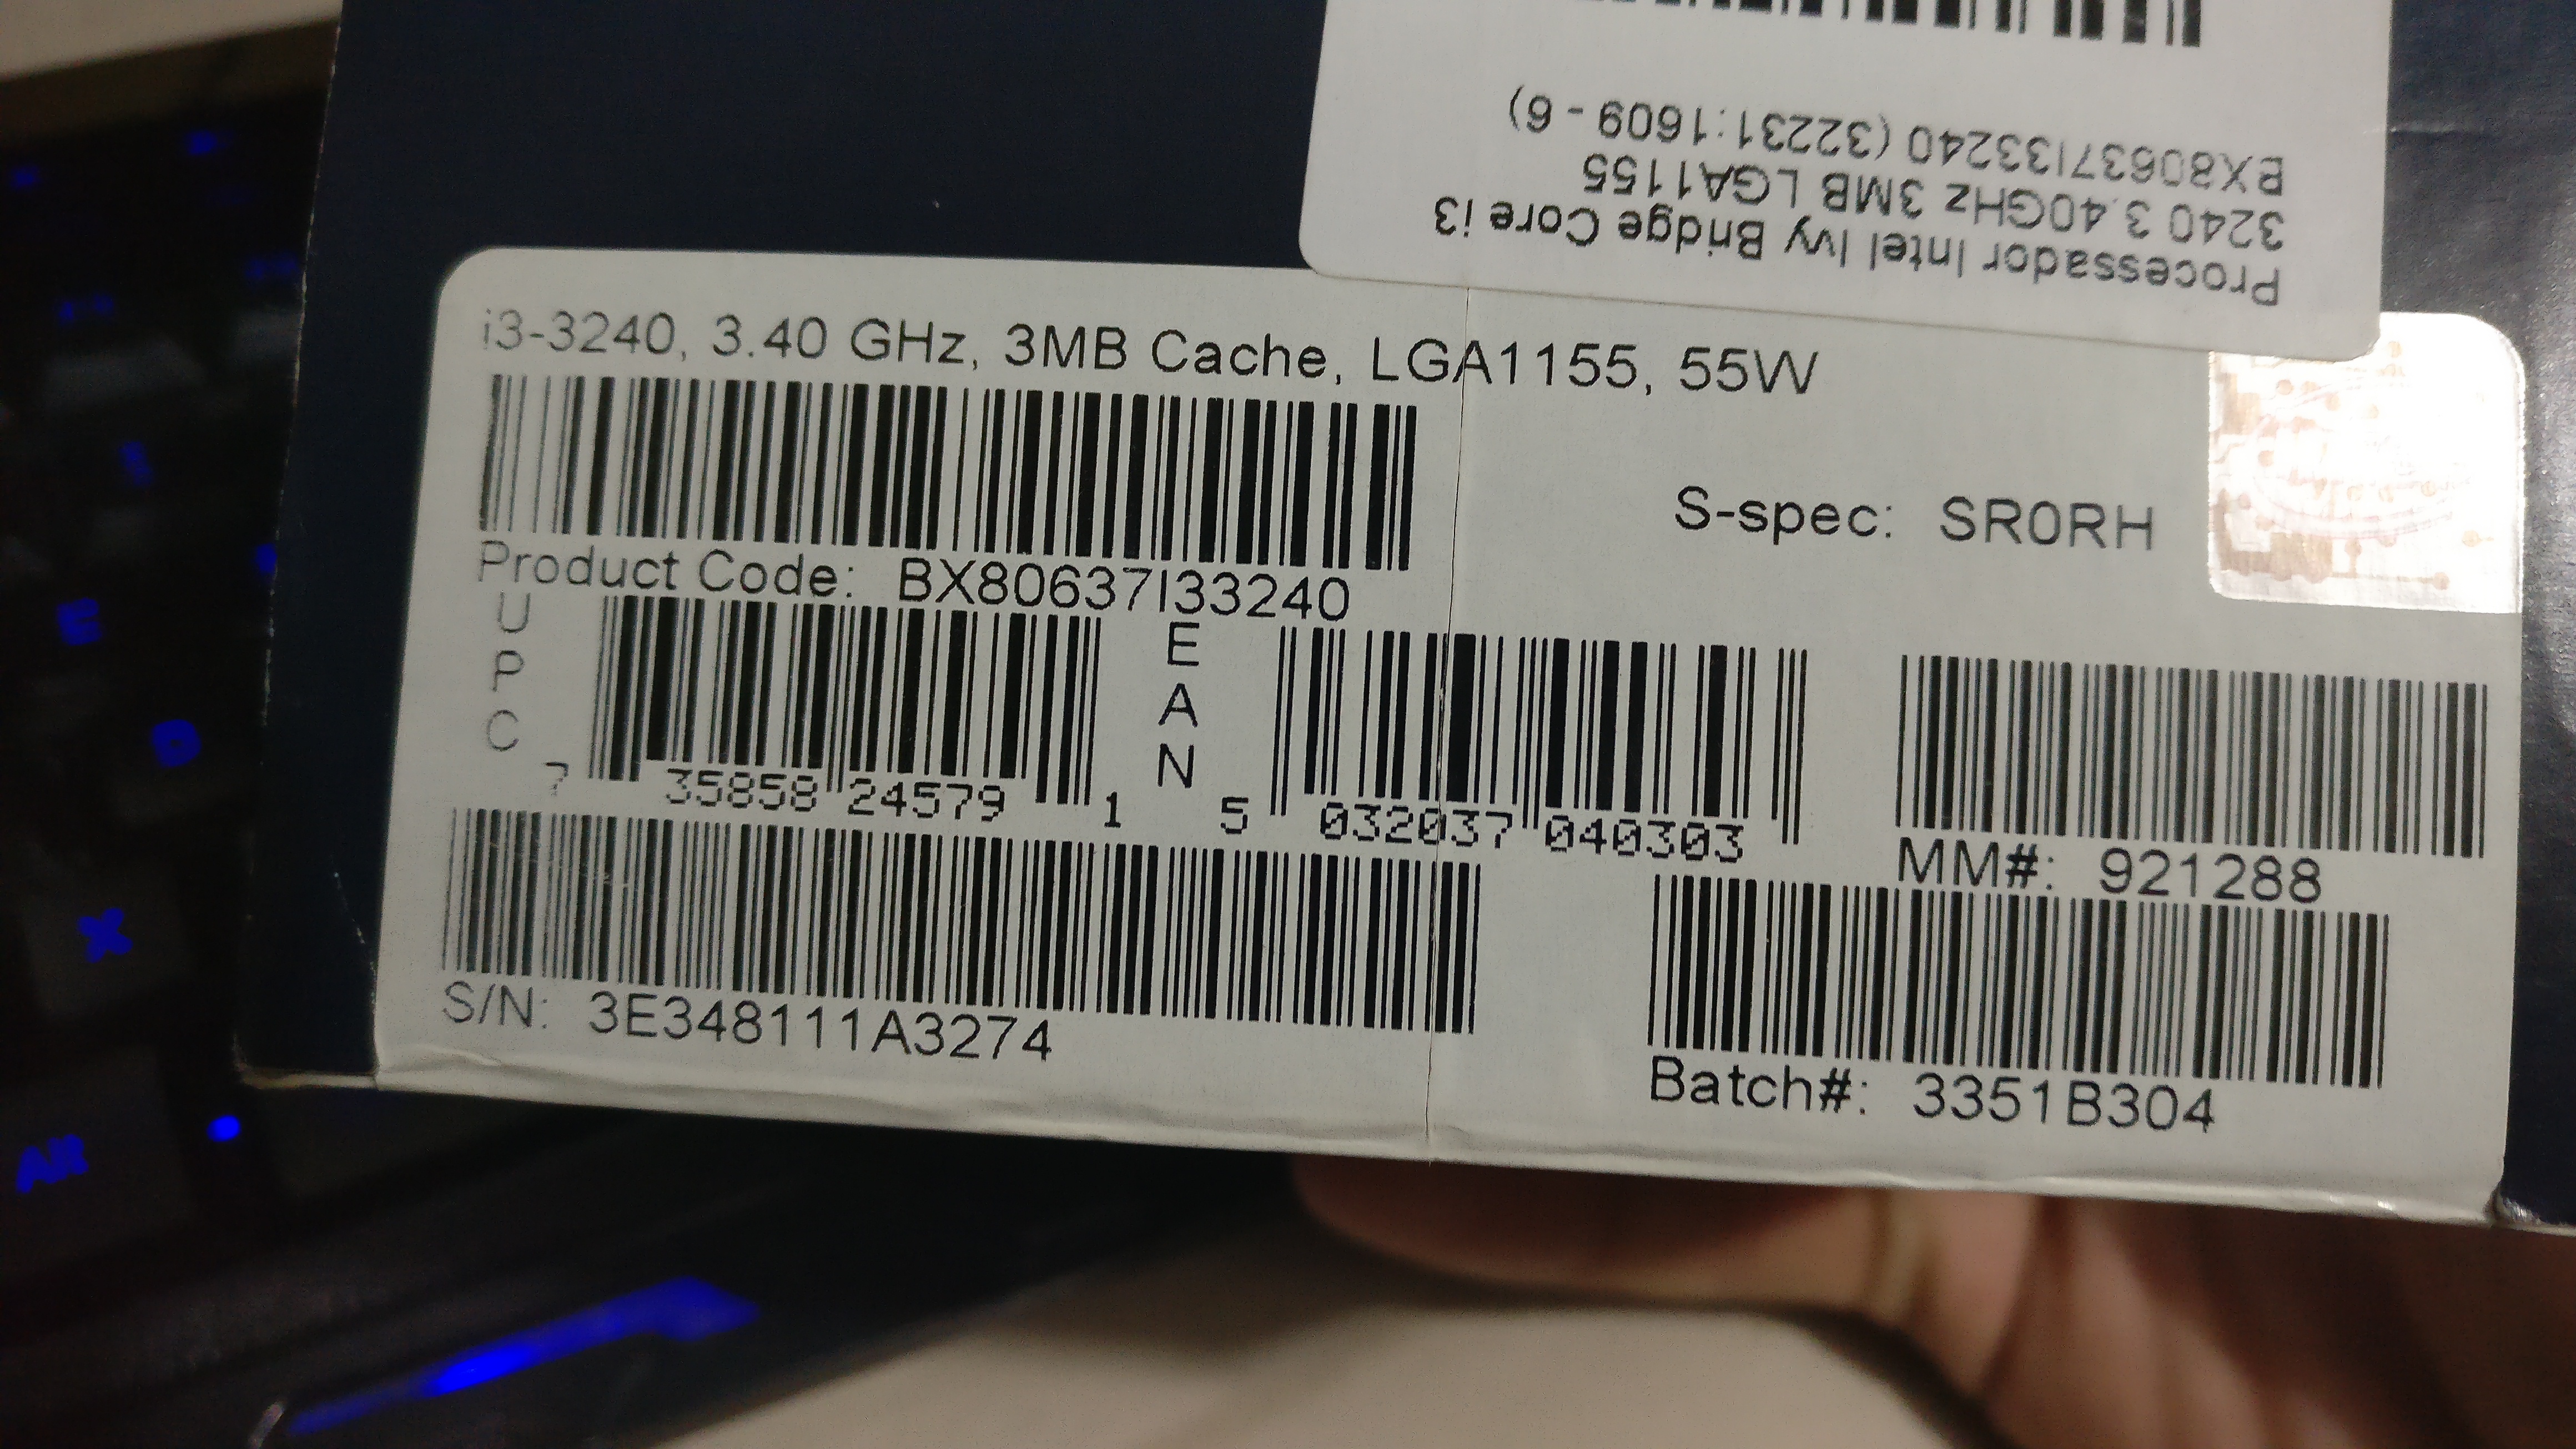 Processador Intel Ivy Bridge Core i3
3240 3.40GHz 3MB LGA1155
BX80637I33240 (32231:1609 - 6)
i3-3240, 3.40 GHz, 3MB Cache, LGA1155, 55W
S-spec: SR0RH
Product Code: BX80637I33240
UPC
7 35858 24579 1
EAN
5 032037 040303
MM#: 921288
S/N: 3E348111A3274
Batch#: 3351B304
E
D
X
Alt